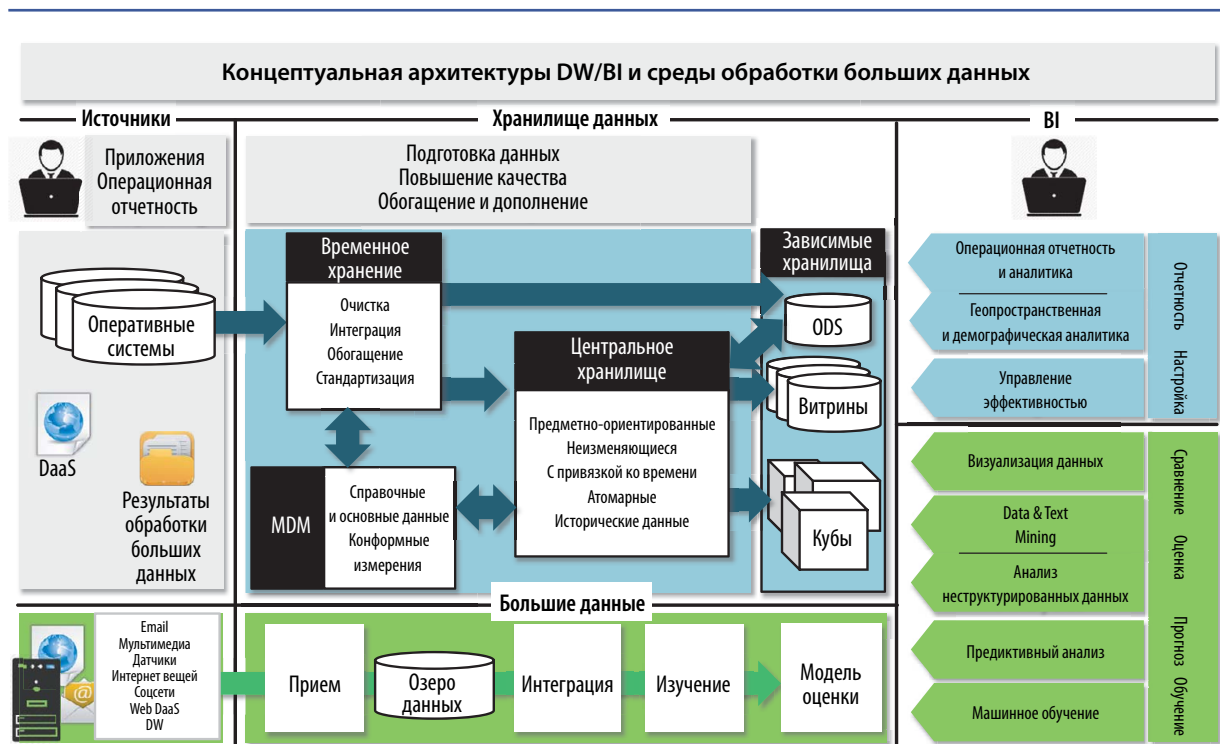 Концептуальная архитектуры DW/BI и среды обработки больших данных
Источники
Хранилище данных
BI
Приложения
Операционная
отчетность
Подготовка данных
Повышение качества
Обогащение и дополнение
Оперативные
системы
DaaS
Результаты
обработки
больших
данных
Временное
хранение
Очистка
Интеграция
Обогащение
Стандартизация
MDM
Справочные
и основные данные
Конформные
измерения
Центральное
хранилище
Предметно-ориентированные
Неизменяющиеся
С привязкой ко времени
Атомарные
Исторические данные
Зависимые
хранилища
ODS
Витрины
Кубы
Операционная отчетность
и аналитика
Геопространственная
и демографическая аналитика
Управление
эффективностью
Отчетность
Настройка
Визуализация данных
Data & Text
Mining
Анализ
неструктурированных данных
Предиктивный анализ
Машинное обучение
Сравнение
Оценка
Прогноз
Обучение
Большие данные
Email
Мультимедиа
Датчики
Интернет вещей
Соцсети
Web DaaS
DW
Прием
Озеро
данных
Интеграция
Изучение
Модель
оценки